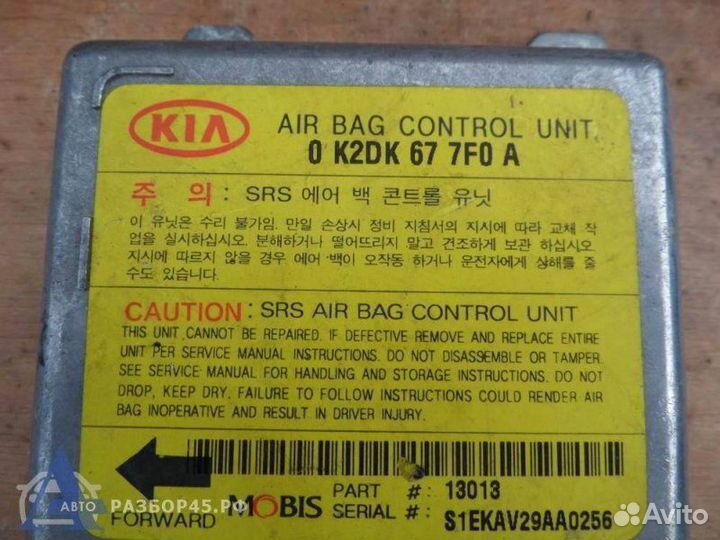 KIA
AIR BAG CONTROL UNIT
0 K2DK 67 7F0 A
주 의 : SRS 에어 백 콘트롤 유닛
이 유닛은 수리 불가임. 만일 손상시 정비 지침서의 지시에 따라 교체 작
업을 실시하십시오. 분해하거나 떨어뜨리지 말고 건조하게 보관 하십시오.
지시에 따르지 않을 경우 에어 백이 오작동 하거나 운전자에게 상해를 줄
수도 있습니다.
CAUTION : SRS AIR BAG CONTROL UNIT
THIS UNIT CANNOT BE REPAIRED. IF DEFECTIVE REMOVE AND REPLACE ENTIRE
UNIT PER SERVICE MANUAL INSTRUCTIONS. DO NOT DISASSEMBLE OR TAMPER.
SEE SERVICE MANUAL FOR HANDLING AND STORAGE INSTRUCTIONS. DO NOT
DROP, KEEP DRY. FAILURE TO FOLLOW INSTRUCTIONS COULD RENDER AIR
BAG INOPERATIVE AND RESULT IN DRIVER INJURY.
FORWARD
MOBIS
PART #: 13013
SERIAL #: S1EKAV29AA0256
АВТО РАЗБОР45.РФ
Avito